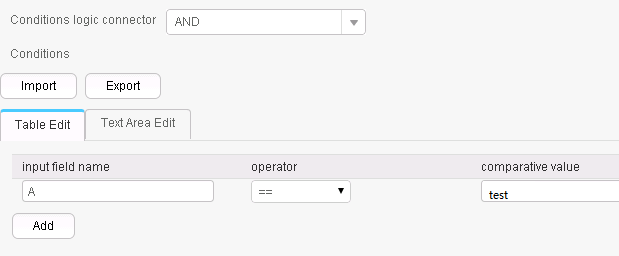 Conditions logic connector AND
Conditions
Import Export
Table Edit Text Area Edit
input field name operator comparative value
A == test
Add